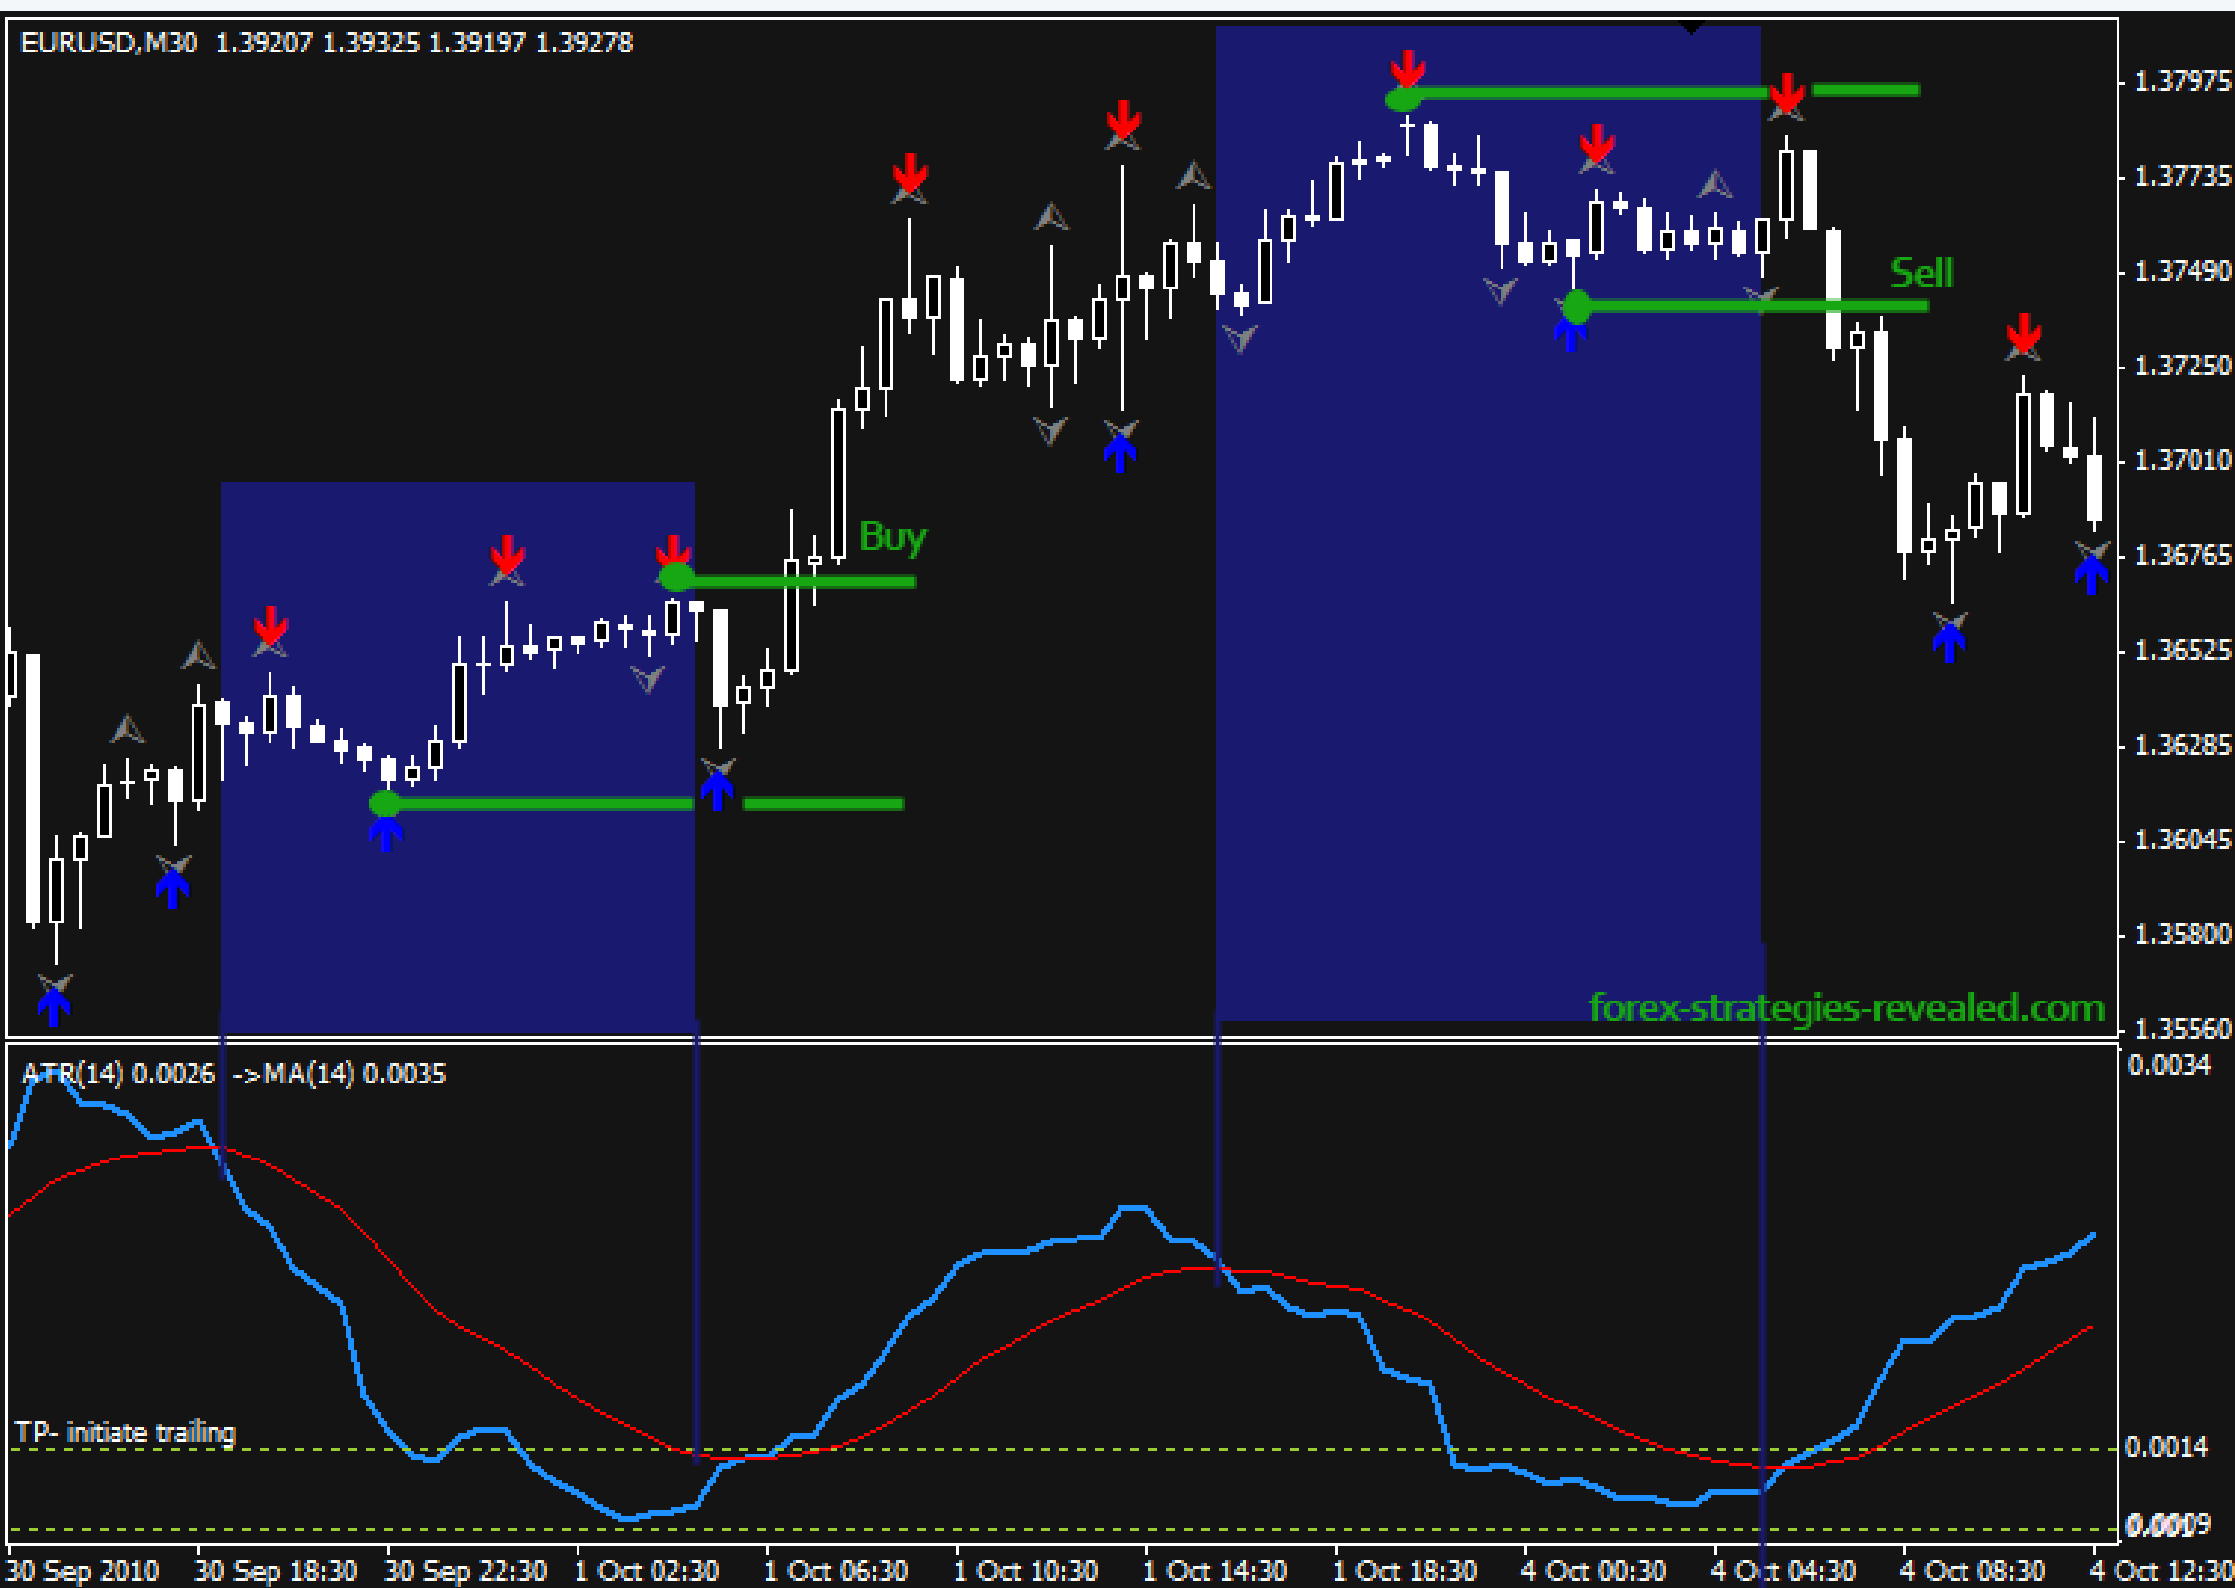 EURUSD,M30 1.39207 1.39325 1.39197 1.39278
1.37975
1.37735
Sell
1.37490
1.37250
1.37010
Buy
1.36765
1.36525
1.36285
1.36045
1.35800
forex-strategies-revealed.com
1.35560
ATR(14) 0.0026 ->MA(14) 0.0035
0.0034
TP- initiate trailing
0.0014
30 Sep 2010
30 Sep 18:30
30 Sep 22:30
1 Oct 02:30
1 Oct 06:30
1 Oct 10:30
1 Oct 14:30
1 Oct 18:30
4 Oct 00:30
4 Oct 04:30
4 Oct 08:30
4 Oct 12:30